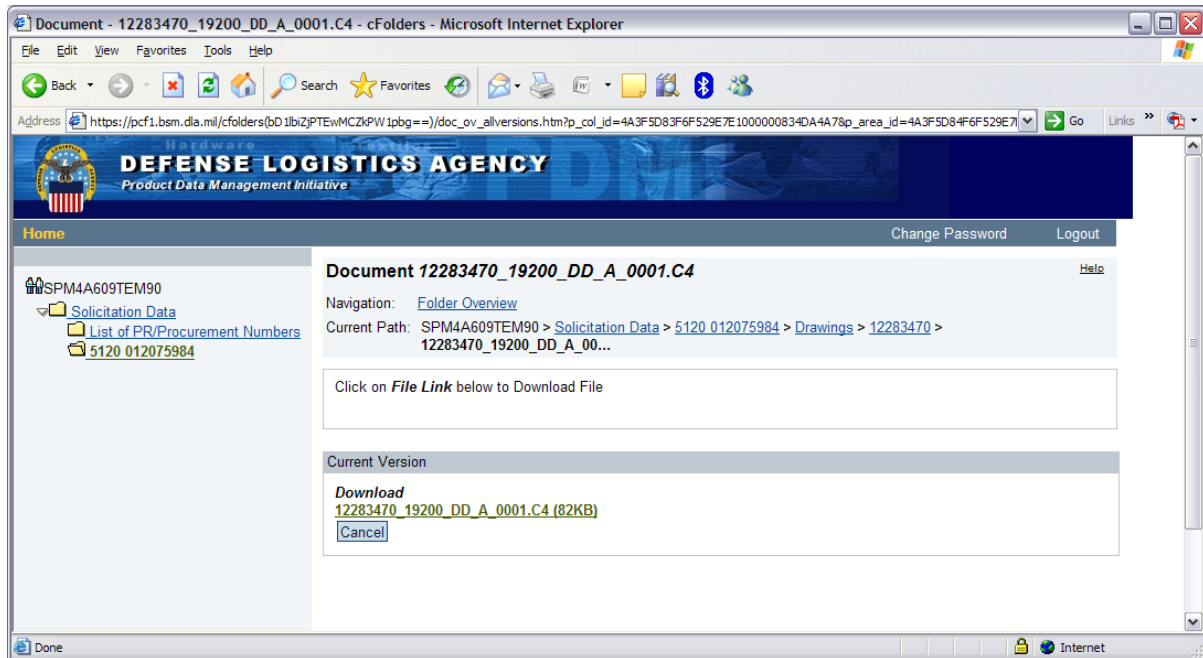 Document - 12283470_19200_DD_A_0001.C4 - cFolders - Microsoft Internet Explorer
File Edit View Favorites Tools Help
Back Search Favorites
Address https://pcf1.bsm.dla.mil/cfolders(bD1lbiZjPTEwMCZkPW1pbg==)/doc_ov_allversions.htm?p_col_id=4A3F5D83F6F529E7E1000000834DA4A7&p_area_id=4A3F5D84F6F529E7 Go Links »
Hardware
DEFENSE LOGISTICS AGENCY
Product Data Management Initiative
Home Change Password Logout
SPM4A609TEM90
Solicitation Data
List of PR/Procurement Numbers
5120 012075984
Document 12283470_19200_DD_A_0001.C4 Help
Navigation: Folder Overview
Current Path: SPM4A609TEM90 > Solicitation Data > 5120 012075984 > Drawings > 12283470 >
12283470_19200_DD_A_00...
Click on File Link below to Download File
Current Version
Download
12283470_19200_DD_A_0001.C4 (82KB)
Cancel
Done Internet